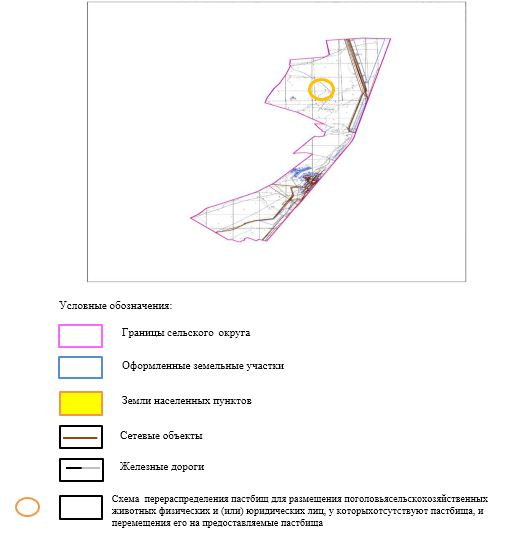 Условные обозначения:
Границы сельского округа
Оформленные земельные участки
Земли населенных пунктов
Сетевые объекты
Железные дороги
Схема перераспределения пастбищ для размещения поголовьясельскохозяйственных
животных физических и (или) юридических лиц, у которыхотсутствуют пастбища, и
перемещения его на предоставляемые пастбища